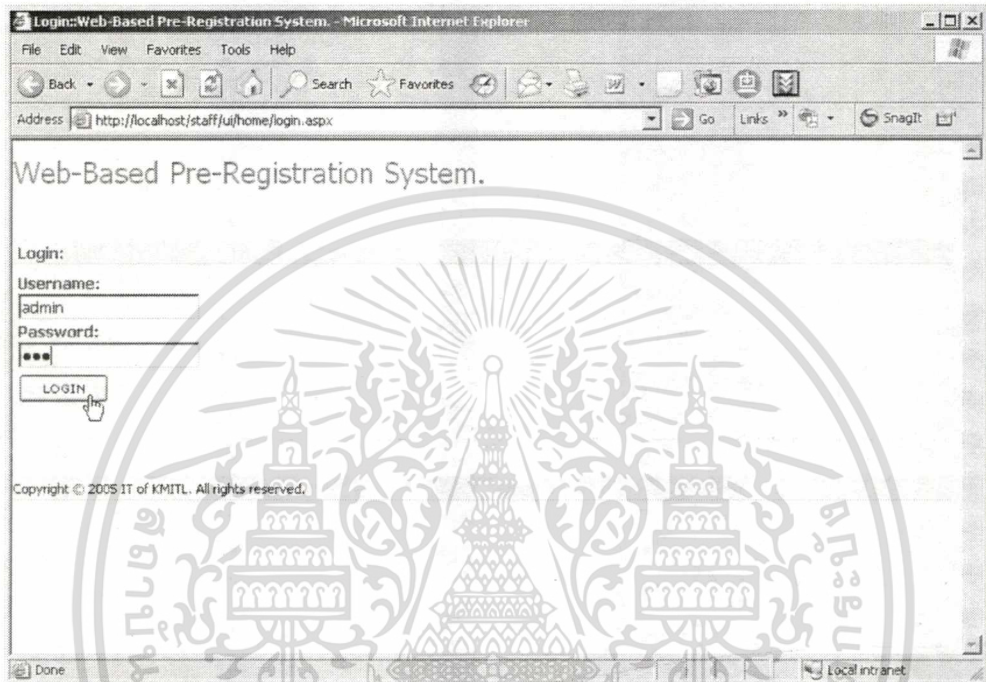 Login::Web-Based Pre-Registration System. - Microsoft Internet Explorer
File Edit View Favorites Tools Help
Back Search Favorites
Address http://localhost/staff/ui/home/login.aspx Go Links » SnagIt
Web-Based Pre-Registration System.
Login:
Username:
admin
Password:
•••
LOGIN
Copyright © 2005 IT of KMITL. All rights reserved.
Done Local intranet